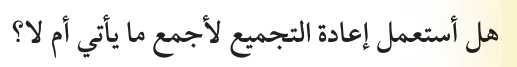 هل أستعمل إعادة التجميع لأجمع ما يأتي أم لا؟